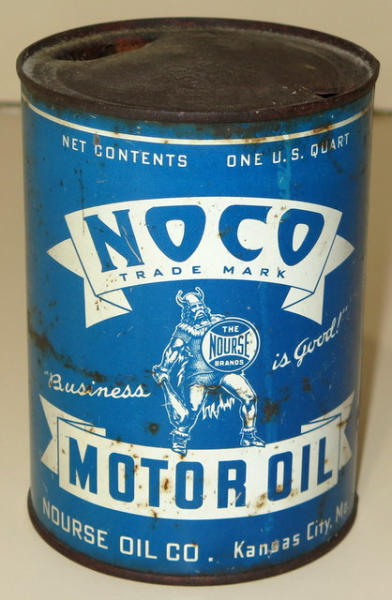 NET CONTENTS ONE U.S. QUART
NOCO
TRADE MARK
THE
NOURSE
BRANDS
"Business is Good!"
MOTOR OIL
NOURSE OIL CO. Kansas City, Mo.